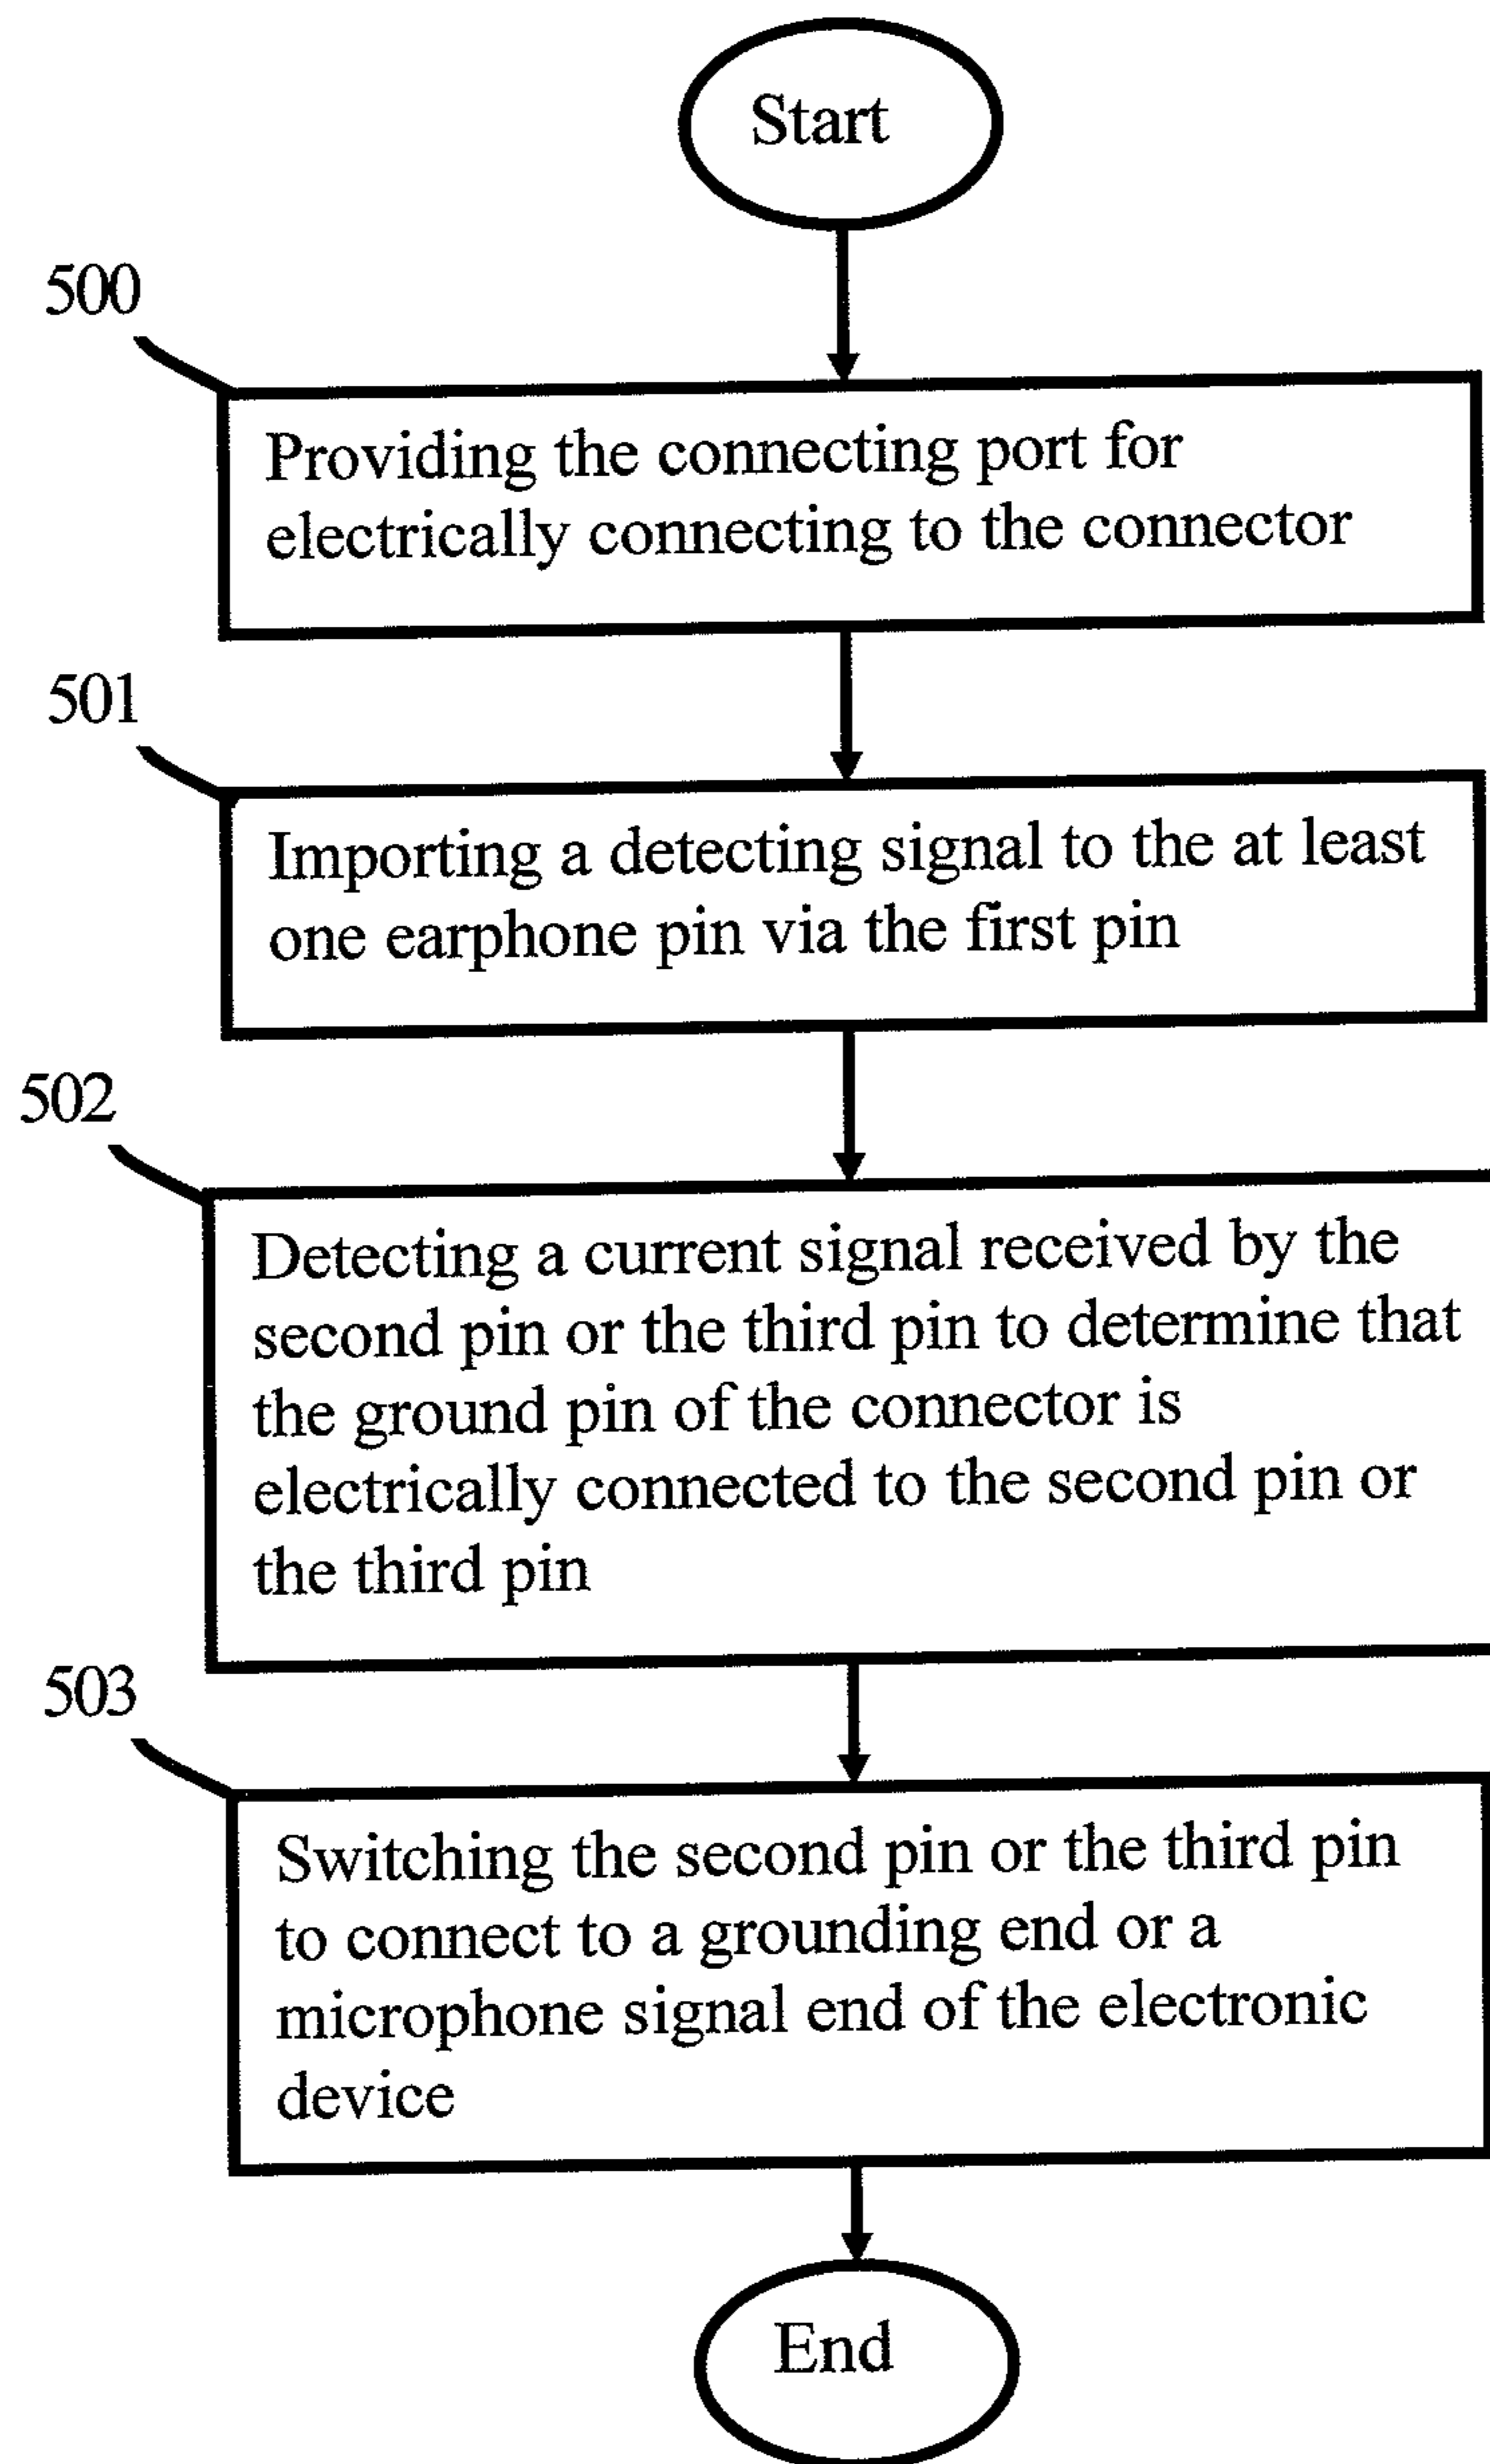 Start
500
Providing the connecting port for
electrically connecting to the connector
501
Importing a detecting signal to the at least
one earphone pin via the first pin
502
Detecting a current signal received by the
second pin or the third pin to determine that
the ground pin of the connector is
electrically connected to the second pin or
the third pin
503
Switching the second pin or the third pin
to connect to a grounding end or a
microphone signal end of the electronic
device
End